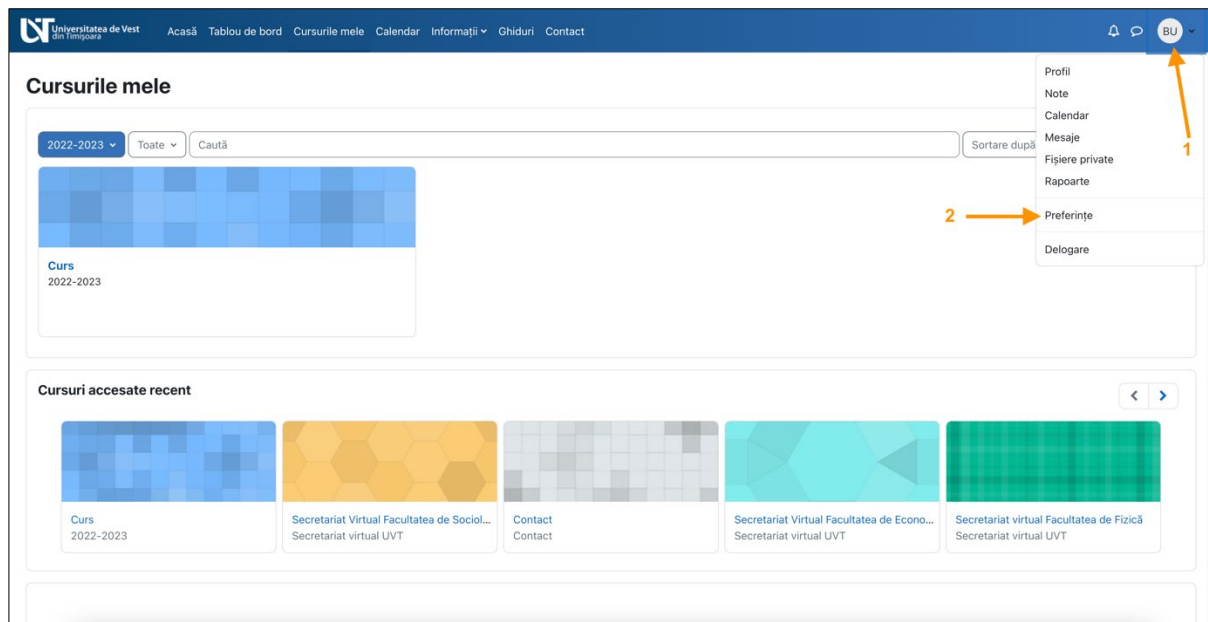 Universitatea de Vest
din Timișoara
Acasă Tablou de bord Cursurile mele Calendar Informații Ghiduri Contact
BU
Cursurile mele
Profil
Note
Calendar
Mesaje
Fișiere private
Rapoarte
Preferințe
Delogare
1
2
2022-2023 Toate Caută Sortare după
Curs
2022-2023
Cursuri accesate recent
Curs
2022-2023
Secretariat Virtual Facultatea de Sociol...
Secretariat virtual UVT
Contact
Contact
Secretariat Virtual Facultatea de Econo...
Secretariat virtual UVT
Secretariat virtual Facultatea de Fizică
Secretariat virtual UVT